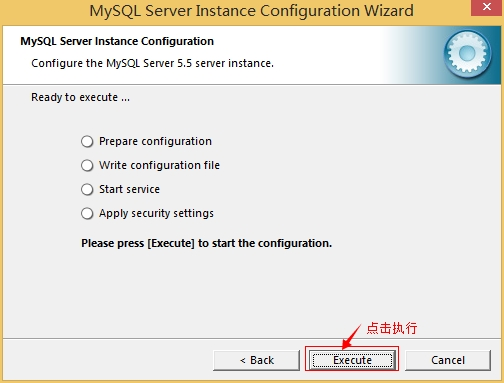 MySQL Server Instance Configuration Wizard
MySQL Server Instance Configuration
Configure the MySQL Server 5.5 server instance.
Ready to execute ...
Prepare configuration
Write configuration file
Start service
Apply security settings
Please press [Execute] to start the configuration.
点击执行
< Back
Execute
Cancel